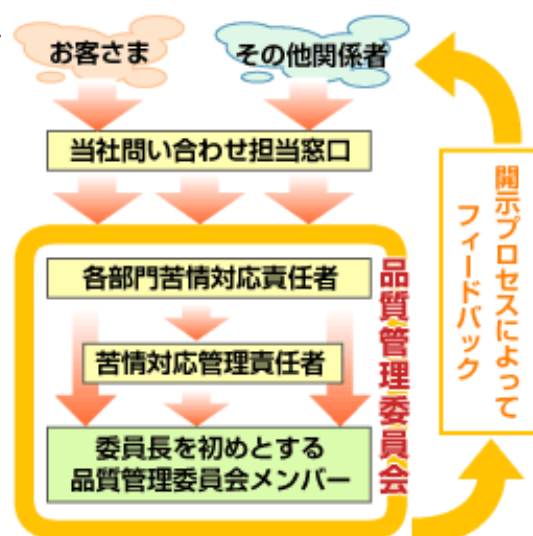 お客さま
その他関係者
当社問い合わせ担当窓口
各部門苦情対応責任者
苦情対応管理責任者
委員長を初めとする
品質管理委員会メンバー
品質管理委員会
開示プロセスによって
フィードバック